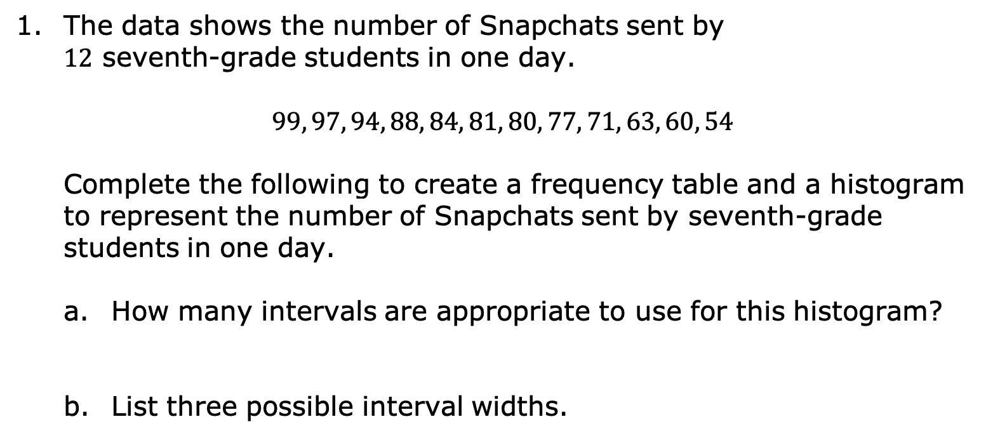 1. The data shows the number of Snapchats sent by
12 seventh-grade students in one day.
99, 97, 94, 88, 84, 81, 80, 77, 71, 63, 60, 54
Complete the following to create a frequency table and a histogram
to represent the number of Snapchats sent by seventh-grade
students in one day.
a. How many intervals are appropriate to use for this histogram?
b. List three possible interval widths.